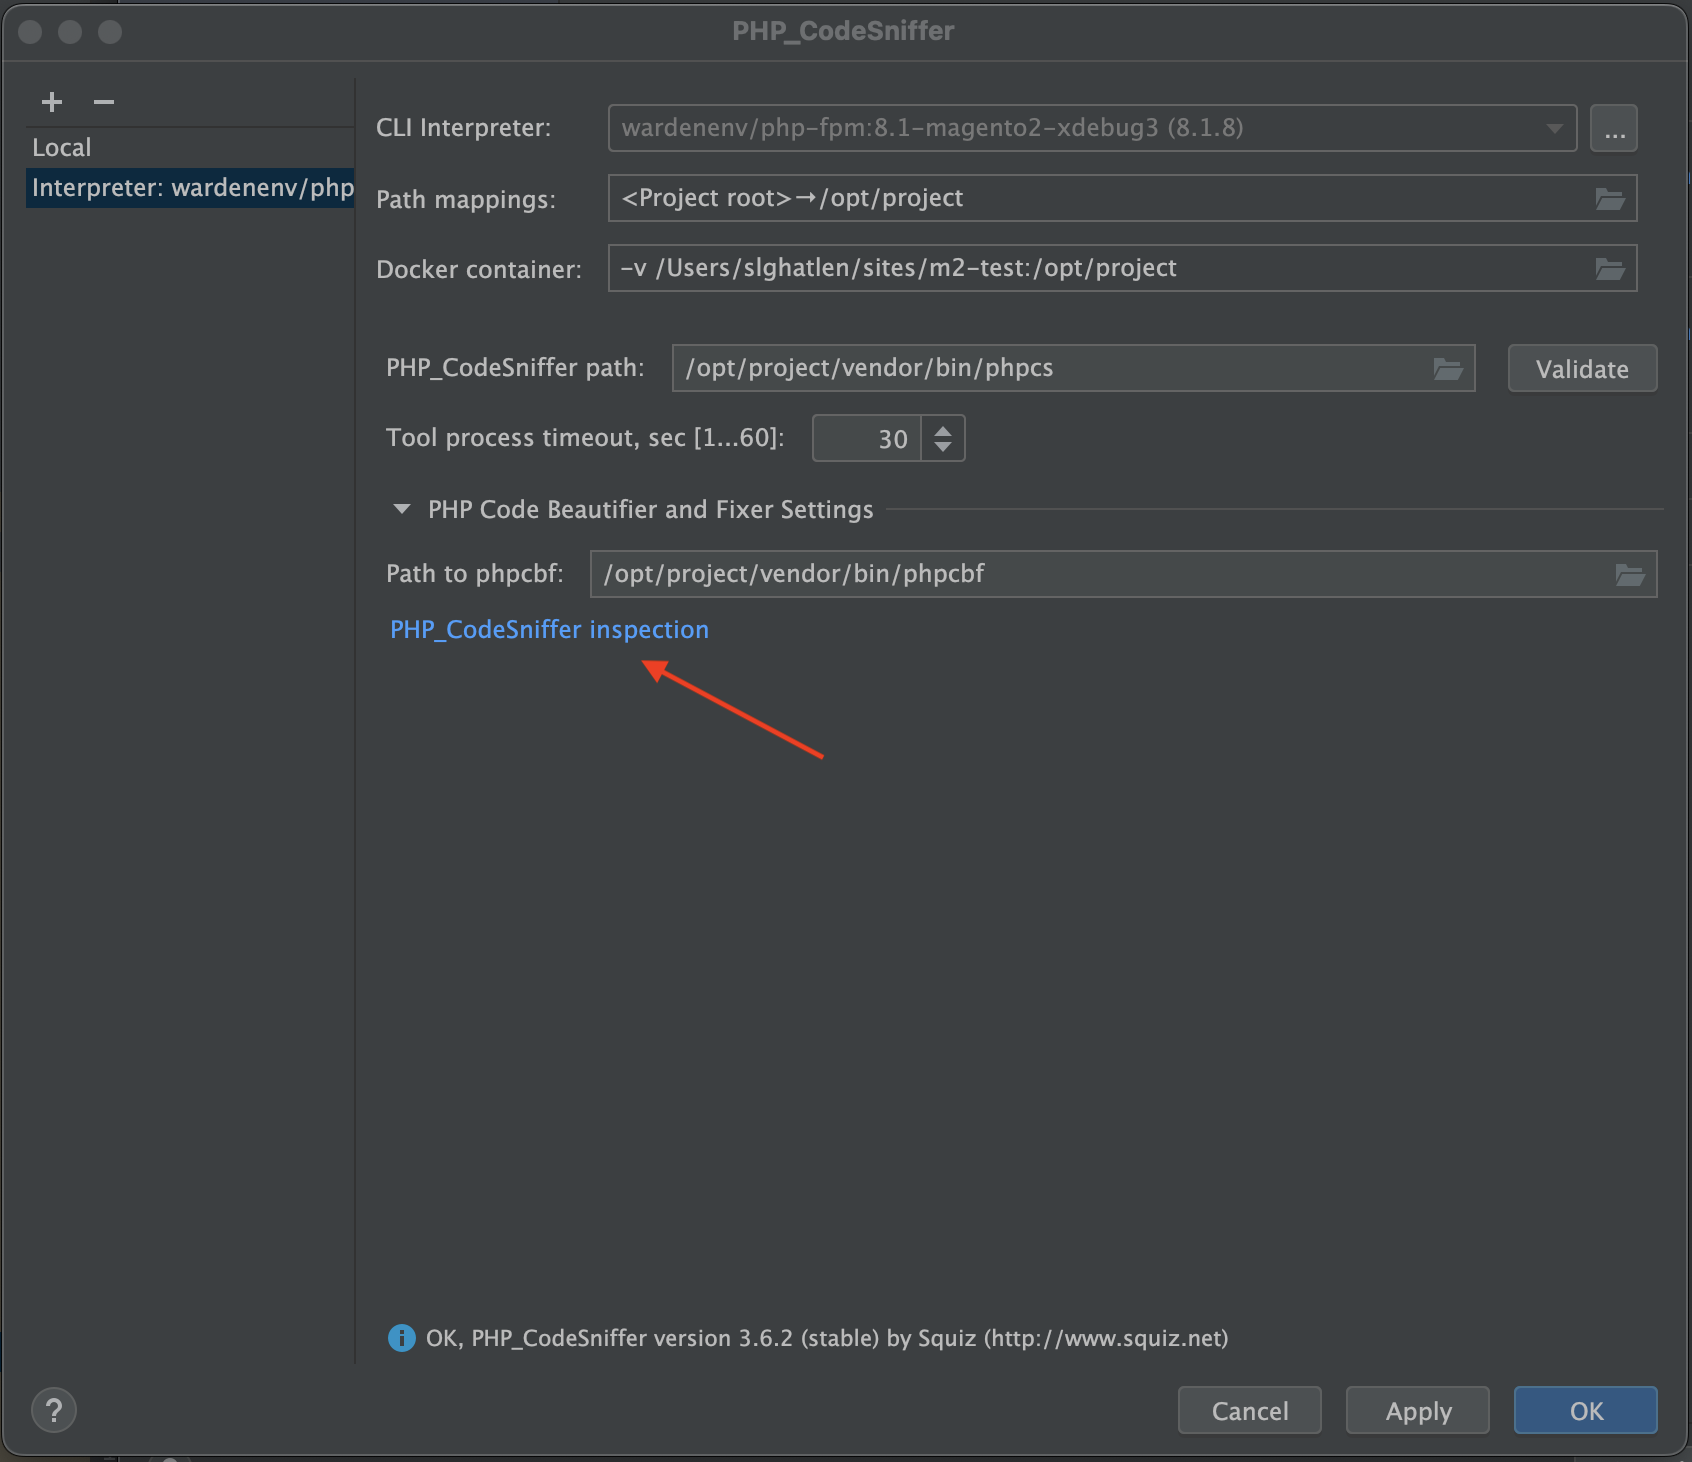 PHP_CodeSniffer
Local
Interpreter: wardenenv/php
CLI Interpreter:
wardenenv/php-fpm:8.1-magento2-xdebug3 (8.1.8)
...
Path mappings:
<Project root>→/opt/project
Docker container:
-v /Users/slghatlen/sites/m2-test:/opt/project
PHP_CodeSniffer path:
/opt/project/vendor/bin/phpcs
Validate
Tool process timeout, sec [1...60]:
30
PHP Code Beautifier and Fixer Settings
Path to phpcbf:
/opt/project/vendor/bin/phpcbf
PHP_CodeSniffer inspection
OK, PHP_CodeSniffer version 3.6.2 (stable) by Squiz (http://www.squiz.net)
?
Cancel
Apply
OK